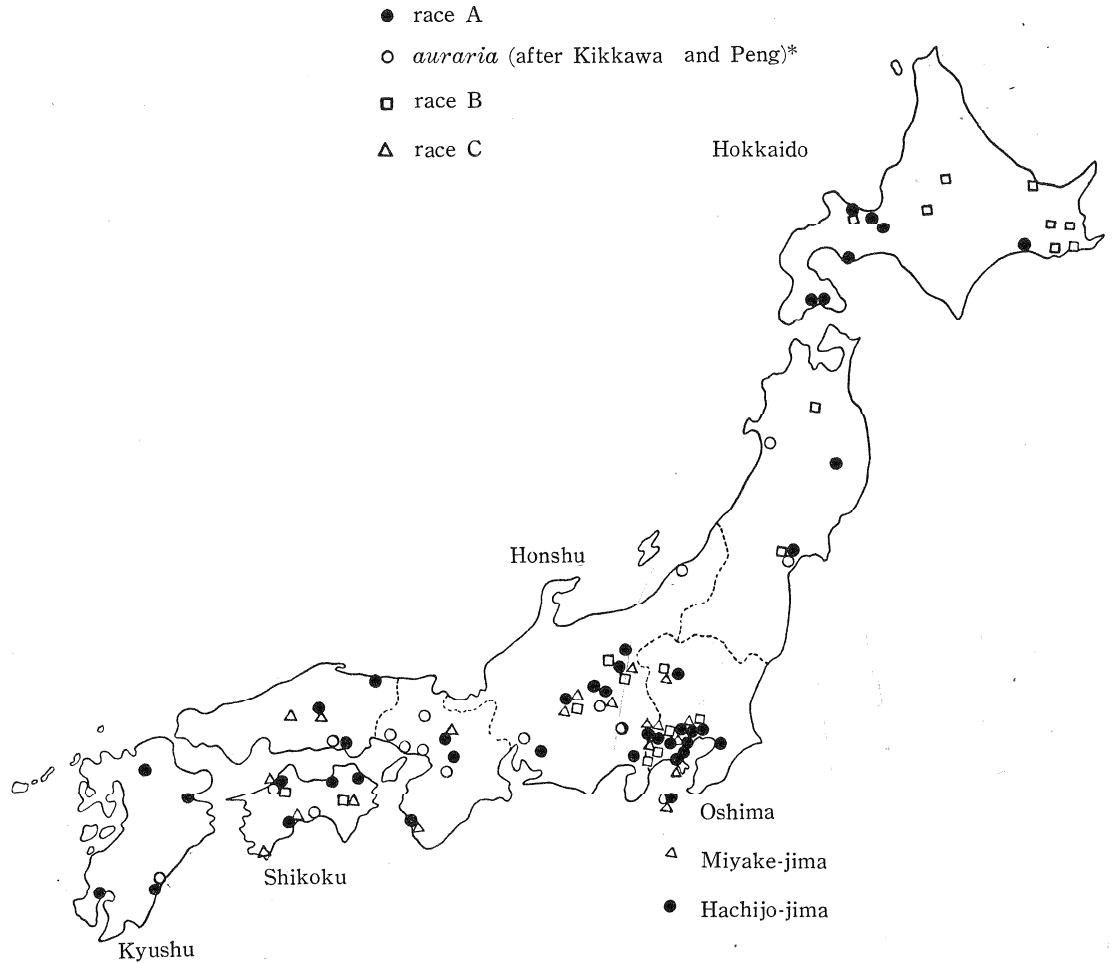 race A
auraria (after Kikkawa and Peng)*
race B
race C
Hokkaido
Honshu
Oshima
Miyake-jima
Hachijo-jima
Shikoku
Kyushu